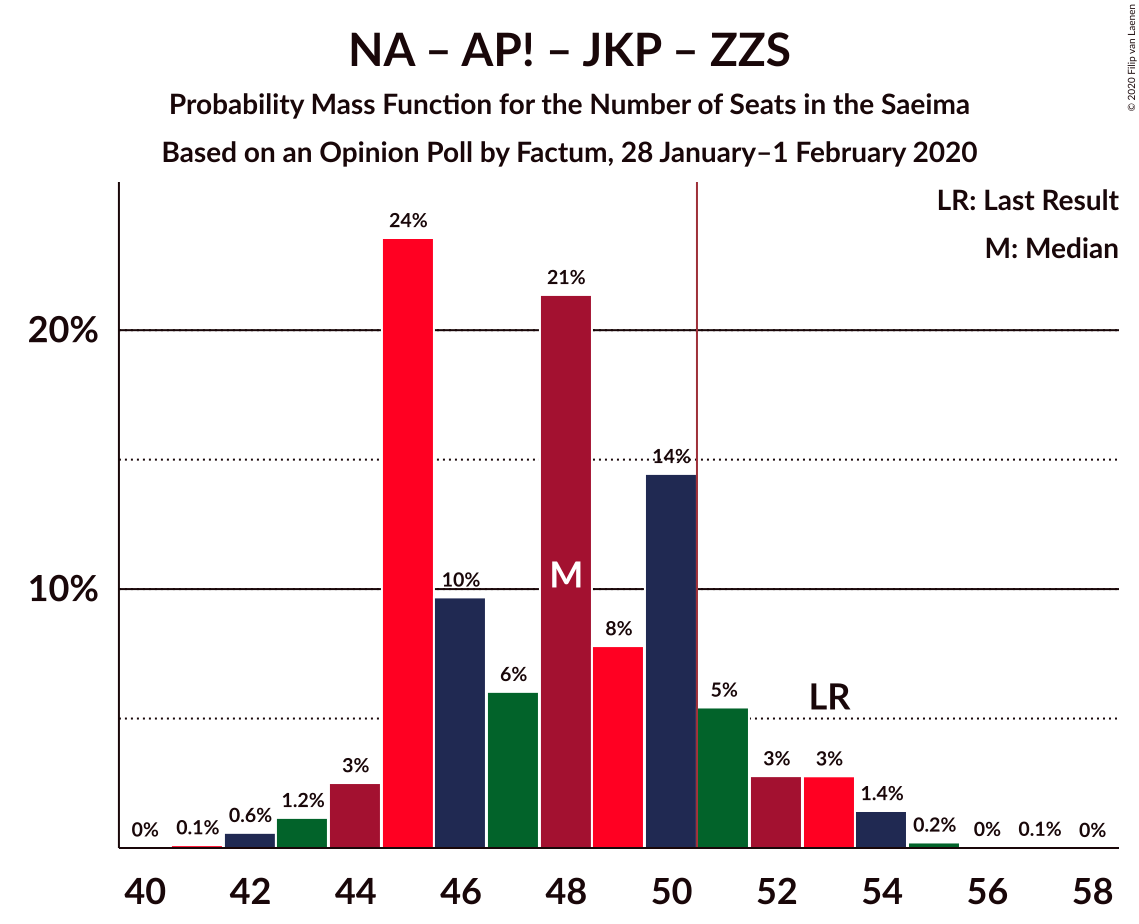 NA – AP! – JKP – ZZS
Probability Mass Function for the Number of Seats in the Saeima
Based on an Opinion Poll by Factum, 28 January–1 February 2020
© 2020 Filip van Laenen
LR: Last Result
M: Median
20%
10%
0%
0.1%
0.6%
1.2%
3%
24%
10%
6%
21%
M
8%
14%
5%
3%
LR
3%
1.4%
0.2%
0%
0.1%
0%
40 42 44 46 48 50 52 54 56 58